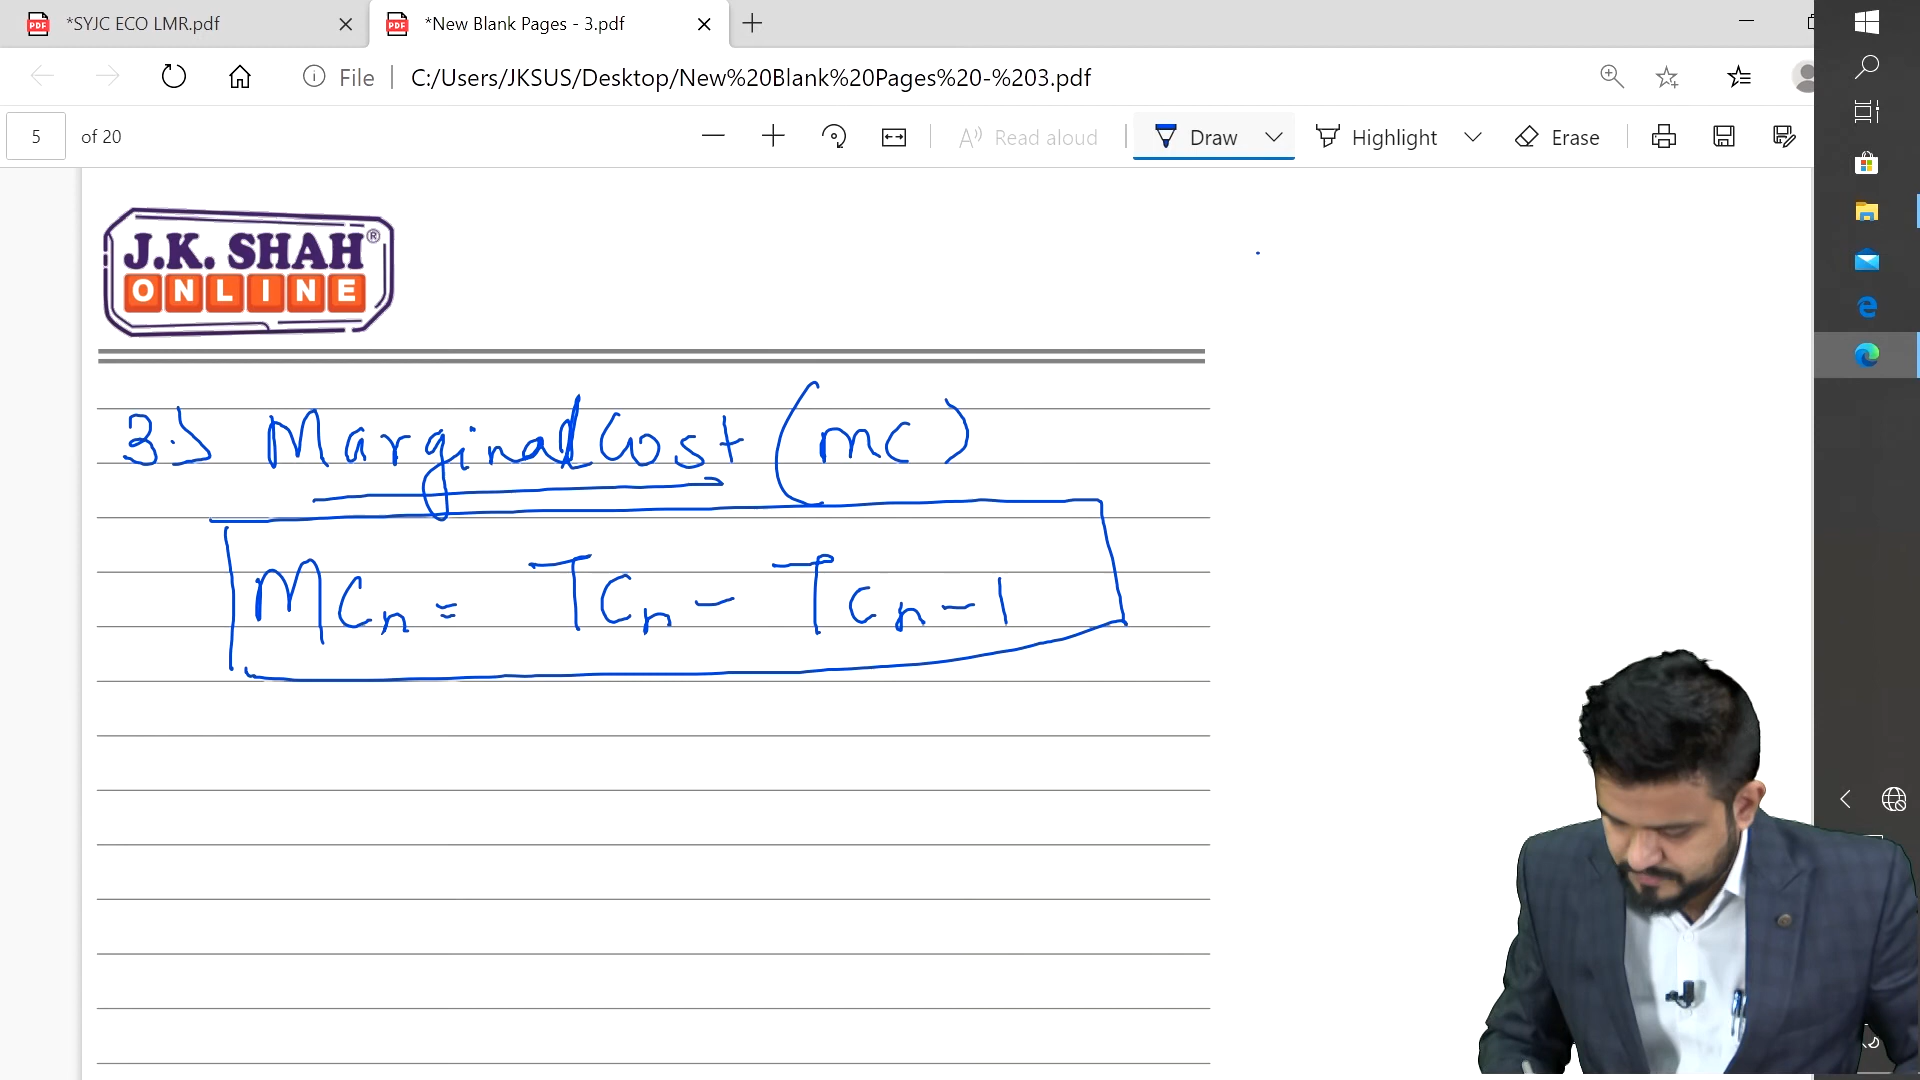 *SYJC ECO LMR.pdf
*New Blank Pages - 3.pdf
File
C:/Users/JKSUS/Desktop/New%20Blank%20Pages%20-%203.pdf
5 of 20
Read aloud
Draw
Highlight
Erase
J.K. SHAH®
ONLINE
3.) Marginal Cost (MC)
MCn = TCn - TCn-1